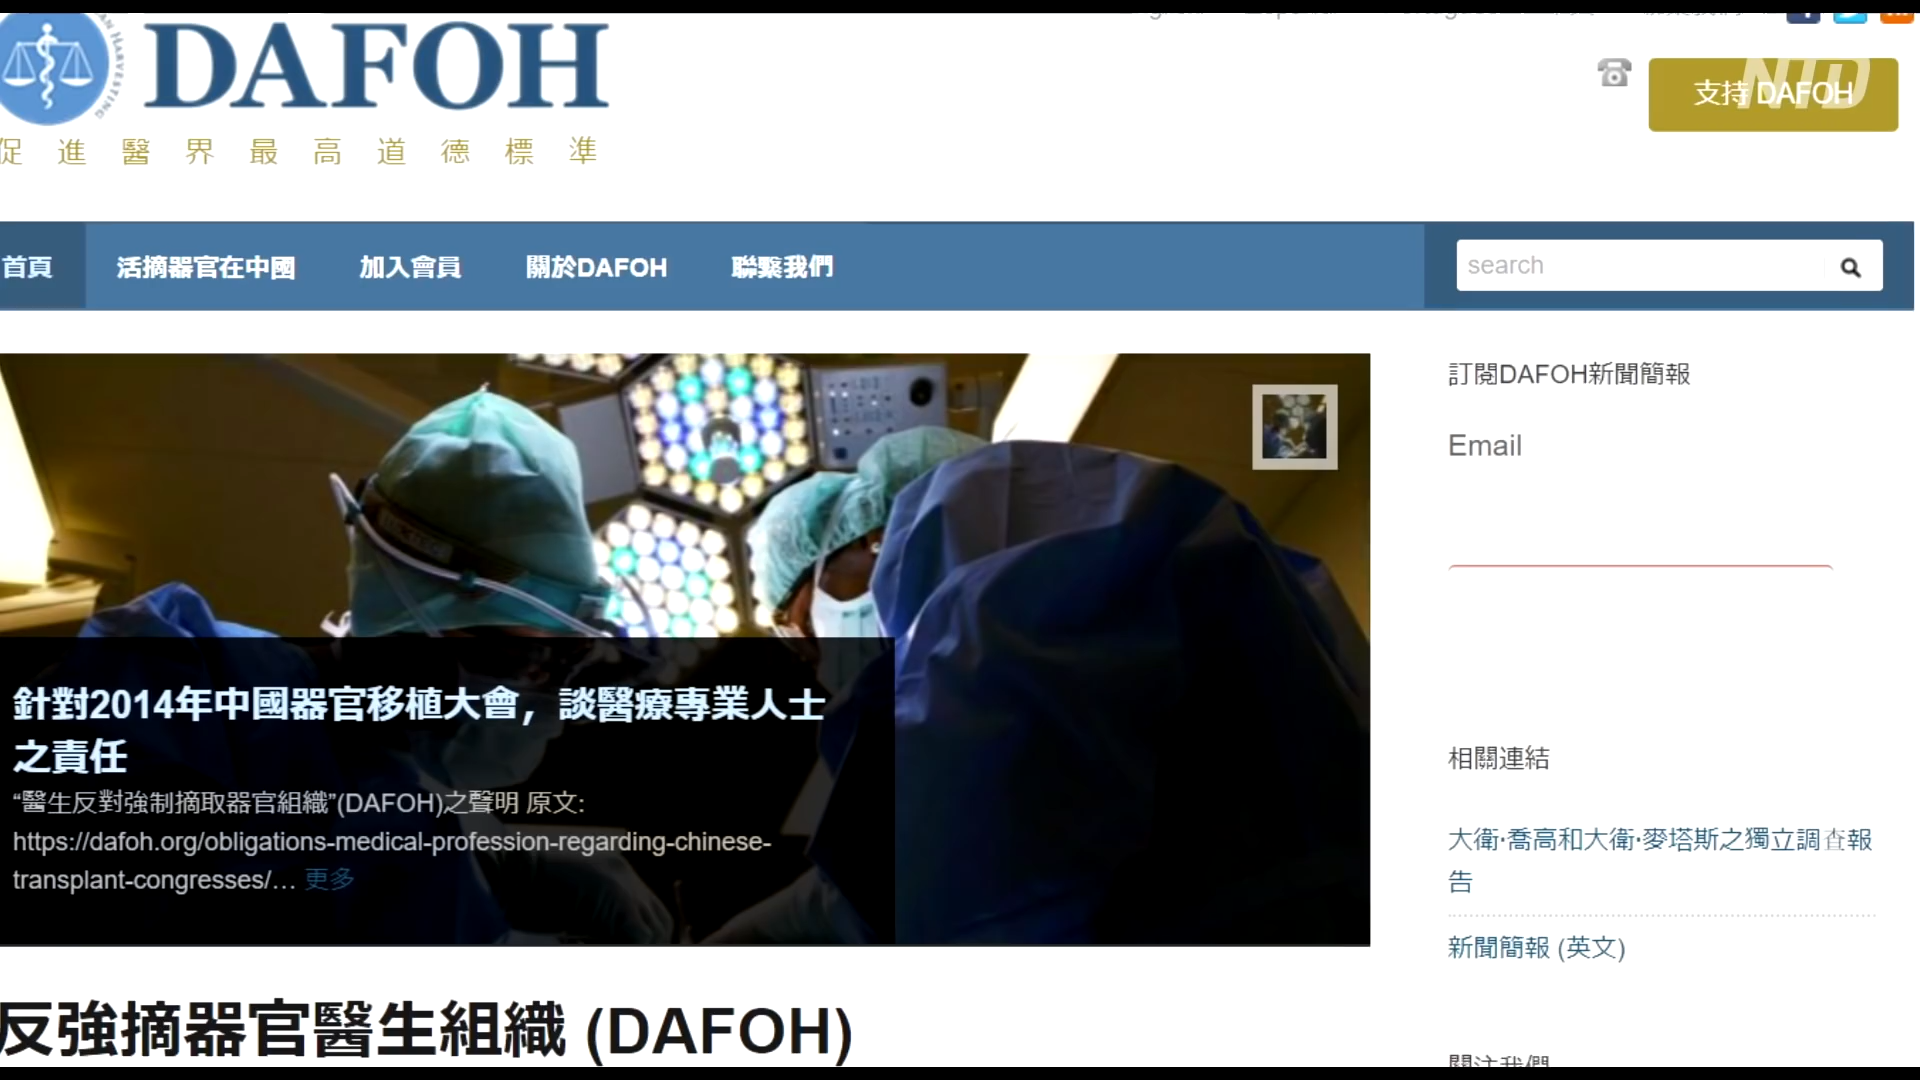 DAFOH
促進醫界最高道德標準
NTD
支持 DAFOH
首頁
活摘器官在中國
加入會員
關於DAFOH
聯繫我們
search
訂閱DAFOH新聞簡報
Email
針對2014年中國器官移植大會，談醫療專業人士
之責任
“醫生反對強制摘取器官組織”(DAFOH)之聲明 原文:
https://dafoh.org/obligations-medical-profession-regarding-chinese-
transplant-congresses/… 更多
相關連結
大衛·喬高和大衛·麥塔斯之獨立調查報
告
新聞簡報 (英文)
反強摘器官醫生組織 (DAFOH)